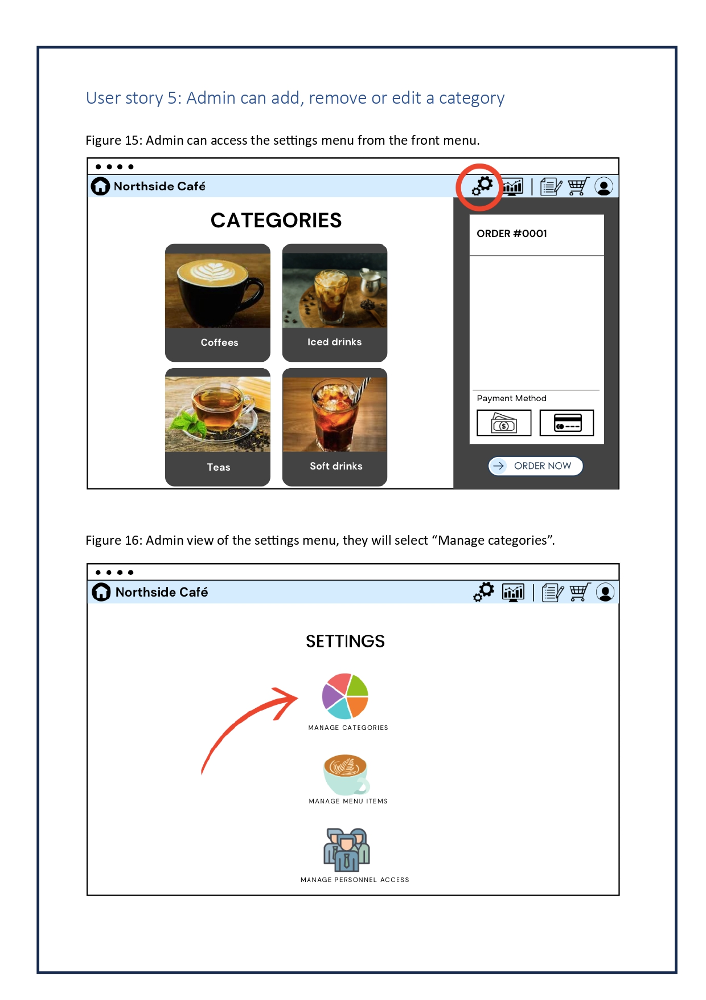 User story 5: Admin can add, remove or edit a category
Figure 15: Admin can access the settings menu from the front menu.
Northside Café
CATEGORIES
ORDER #0001
Coffees
Iced drinks
Payment Method
Teas
Soft drinks
ORDER NOW
Figure 16: Admin view of the settings menu, they will select “Manage categories”.
Northside Café
SETTINGS
MANAGE CATEGORIES
MANAGE MENU ITEMS
MANAGE PERSONNEL ACCESS